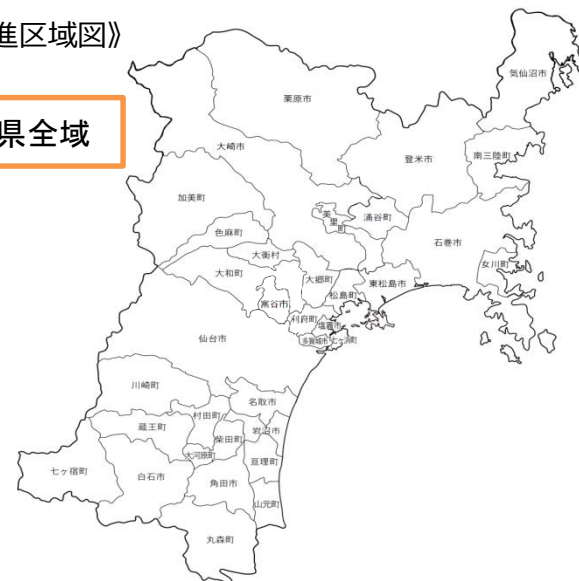 進区域図》
県全域
気仙沼市
栗原市
大崎市
登米市
南三陸町
加美町
美里町
涌谷町
色麻町
石巻市
大衡村
女川町
大和町
大郷町
東松島市
松島町
富谷市
利府町
塩竈市
仙台市
多賀城市
七ヶ浜町
川崎町
名取市
村田町
蔵王町
岩沼市
柴田町
大河原町
亘理町
七ヶ宿町
白石市
角田市
山元町
丸森町